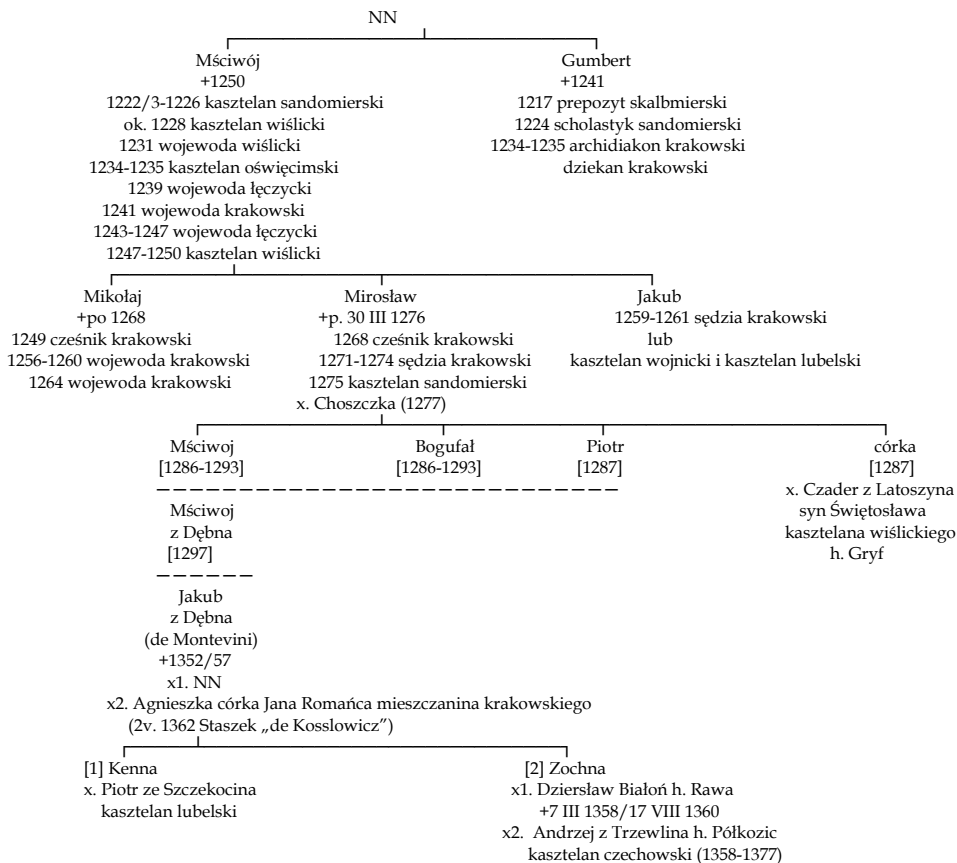 NN
Mściwój
+1250
1222/3-1226 kasztelan sandomierski
ok. 1228 kasztelan wiślicki
1231 wojewoda wiślicki
1234-1235 kasztelan oświęcimski
1239 wojewoda łęczycki
1241 wojewoda krakowski
1243-1247 wojewoda łęczycki
1247-1250 kasztelan wiślicki
Gumbert
+1241
1217 prepozyt skalbmierski
1224 scholastyk sandomierski
1234-1235 archidiakon krakowski
dziekan krakowski
Mikołaj
+po 1268
1249 cześnik krakowski
1256-1260 wojewoda krakowski
1264 wojewoda krakowski
Mirosław
+p. 30 III 1276
1268 cześnik krakowski
1271-1274 sędzia krakowski
1275 kasztelan sandomierski
x. Choszczka (1277)
Jakub
1259-1261 sędzia krakowski
lub
kasztelan wojnicki i kasztelan lubelski
Mściwoj
[1286-1293]
Bogufał
[1286-1293]
Piotr
[1287]
córka
[1287]
x. Czader z Latoszyna
syn Świętosława
kasztelana wiślickiego
h. Gryf
Mściwoj
z Dębna
[1297]
Jakub
z Dębna
(de Montevini)
+1352/57
x1. NN
x2. Agnieszka córka Jana Romańca mieszczanina krakowskiego
(2v. 1362 Staszek „de Kosslowicz”)
[1] Kenna
x. Piotr ze Szczekocina
kasztelan lubelski
[2] Zochna
x1. Dziersław Białoń h. Rawa
+7 III 1358/17 VIII 1360
x2. Andrzej z Trzewlina h. Półkozic
kasztelan czechowski (1358-1377)